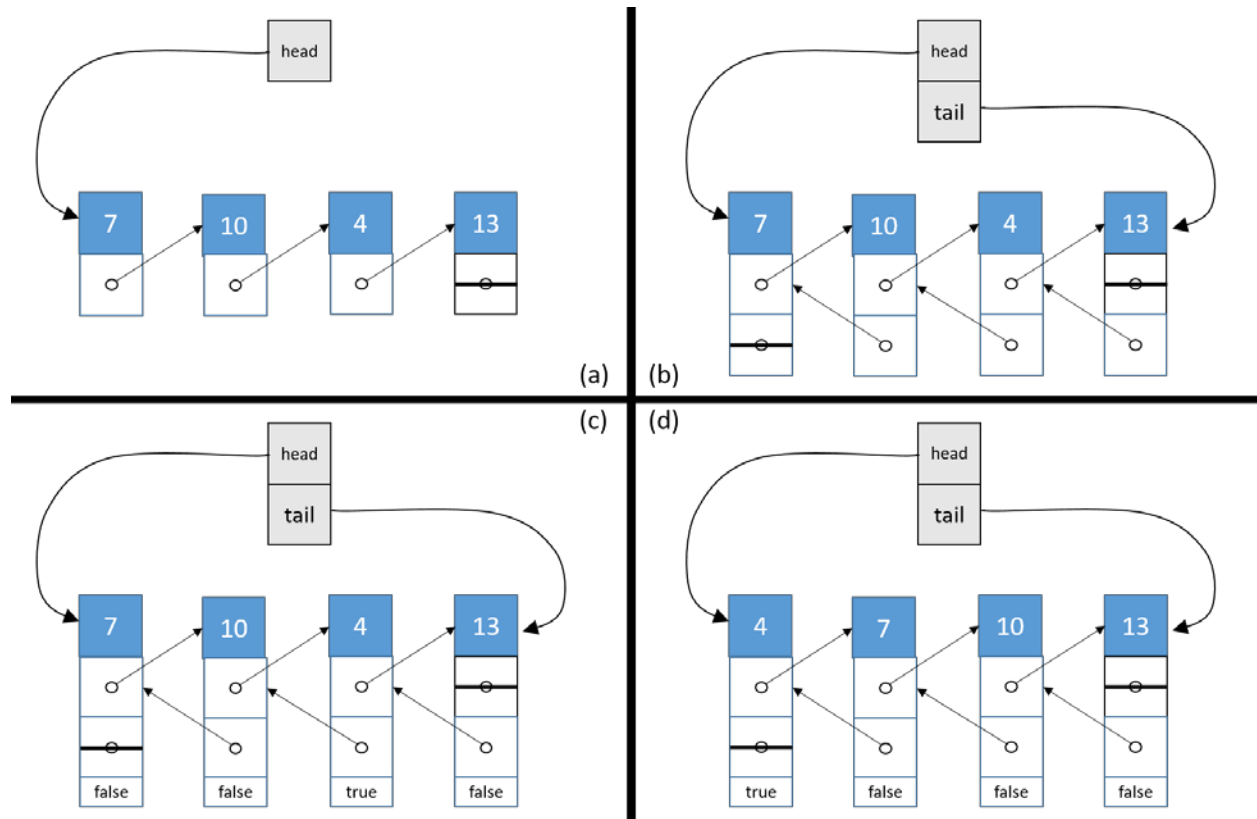 head
7 10 4 13
(a)
head
tail
7 10 4 13
(b)
(c)
head
tail
7 10 4 13
false false true false
(d)
head
tail
4 7 10 13
true false false false